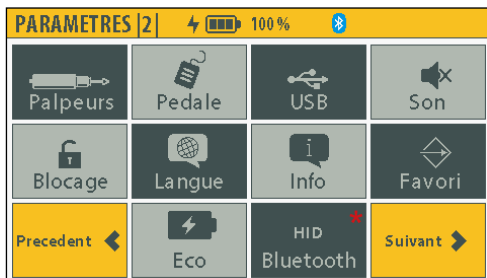 PARAMETRES |2| 100%
Palpeurs Pedale USB Son
Blocage Langue Info Favori
Precedent HID * Suivant
Eco Bluetooth